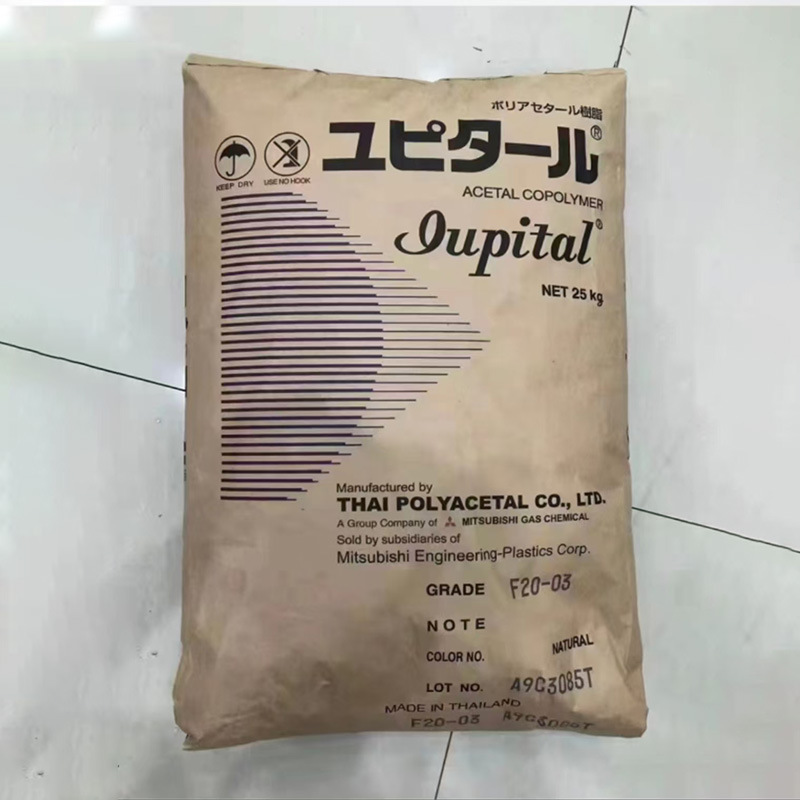 ポリアセタール樹脂
ユピタール®
KEEP DRY
USE NO HOOK
ACETAL COPOLYMER
Iupital®
NET 25 kg
Manufactured by
THAI POLYACETAL CO., LTD.
A Group Company of MITSUBISHI GAS CHEMICAL
Sold by subsidiaries of
Mitsubishi Engineering-Plastics Corp.
GRADE F20-03
NOTE
COLOR NO. NATURAL
LOT NO. A9C3085T
MADE IN THAILAND
F20-03